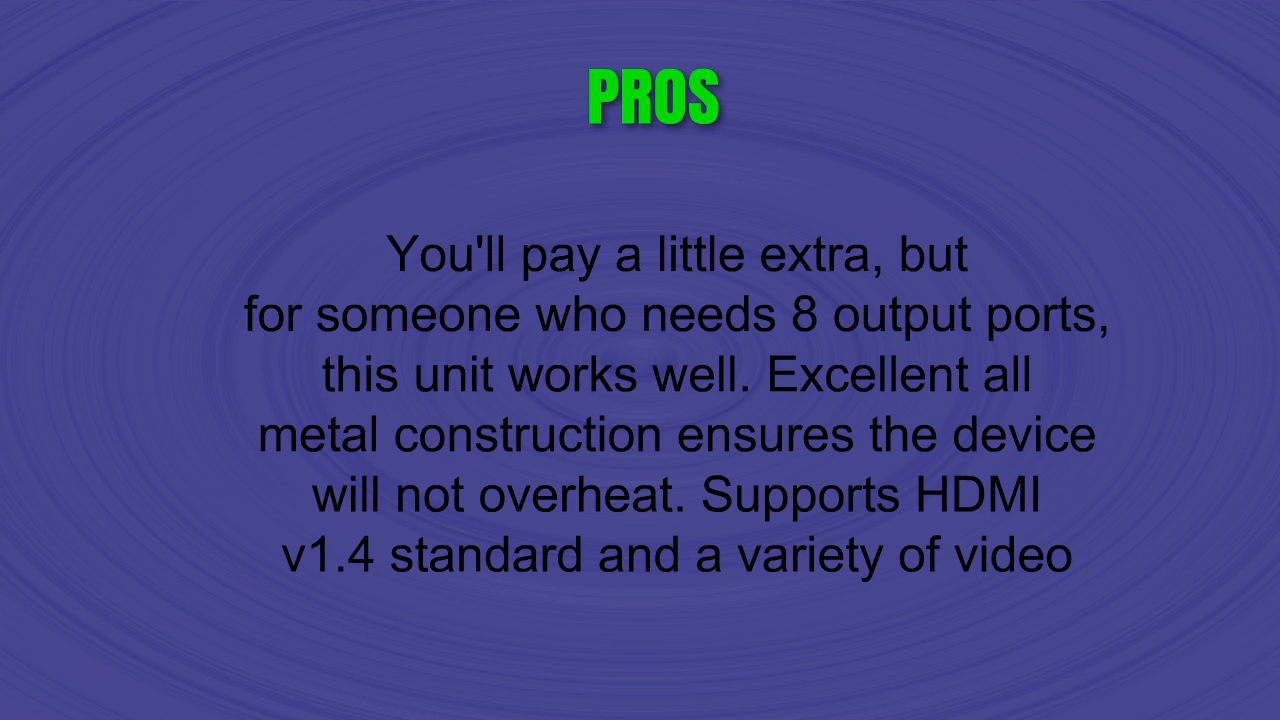 PROS
You'll pay a little extra, but
for someone who needs 8 output ports,
this unit works well. Excellent all
metal construction ensures the device
will not overheat. Supports HDMI
v1.4 standard and a variety of video